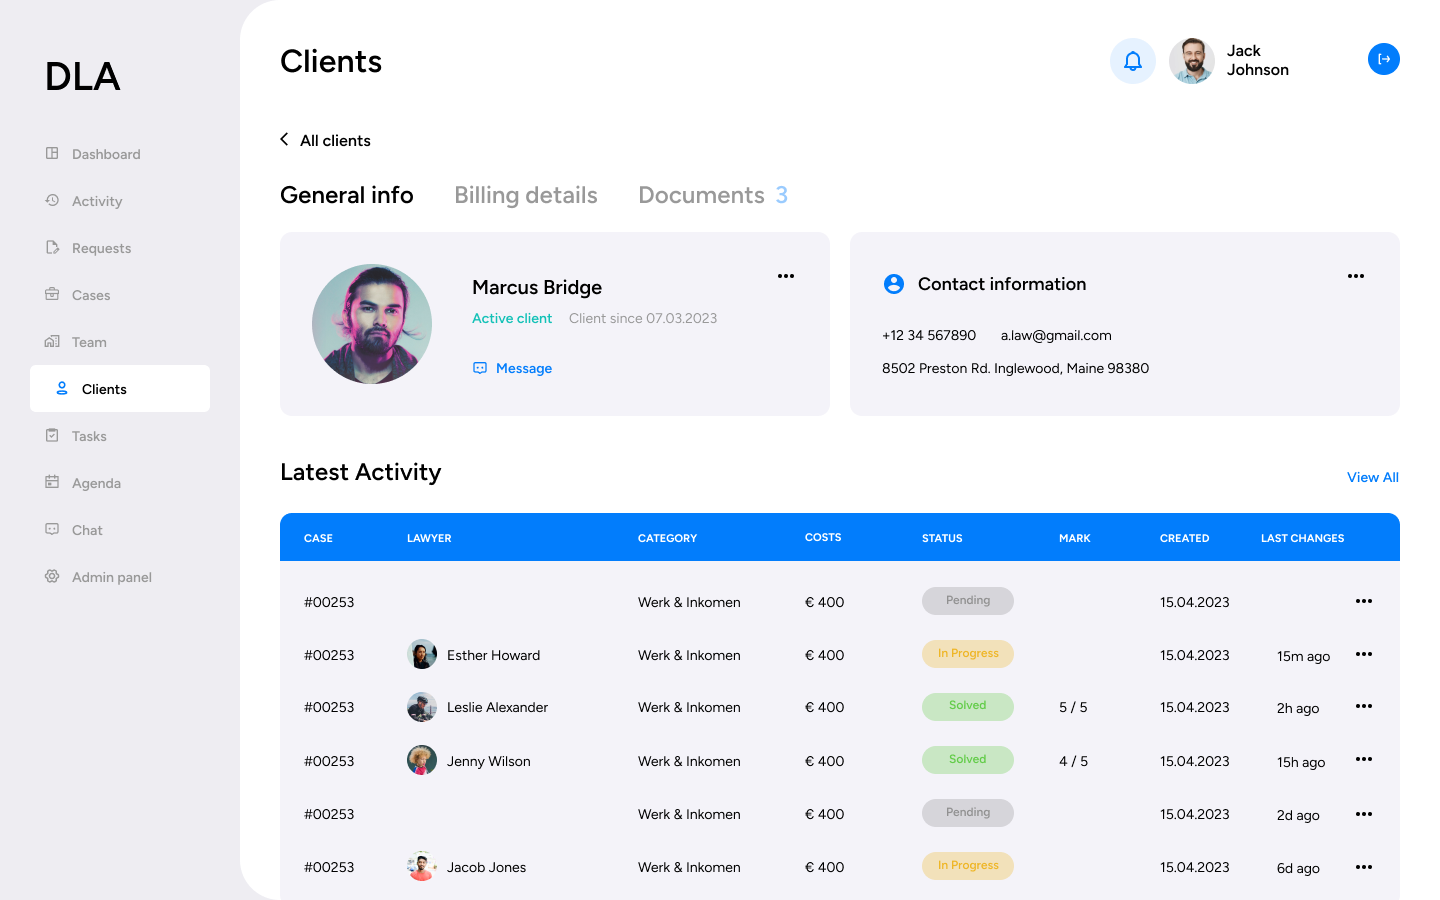 DLA
Dashboard
Activity
Requests
Cases
Team
Clients
Tasks
Agenda
Chat
Admin panel
Clients
Jack
Johnson
All clients
General info Billing details Documents 3
Marcus Bridge
Active client Client since 07.03.2023
Message
Contact information
+12 34 567890 a.law@gmail.com
8502 Preston Rd. Inglewood, Maine 98380
Latest Activity
View All
CASE LAWYER CATEGORY COSTS STATUS MARK CREATED LAST CHANGES
#00253 Werk & Inkomen € 400 Pending 15.04.2023
#00253 Esther Howard Werk & Inkomen € 400 In Progress 15.04.2023 15m ago
#00253 Leslie Alexander Werk & Inkomen € 400 Solved 5 / 5 15.04.2023 2h ago
#00253 Jenny Wilson Werk & Inkomen € 400 Solved 4 / 5 15.04.2023 15h ago
#00253 Werk & Inkomen € 400 Pending 15.04.2023 2d ago
#00253 Jacob Jones Werk & Inkomen € 400 In Progress 15.04.2023 6d ago